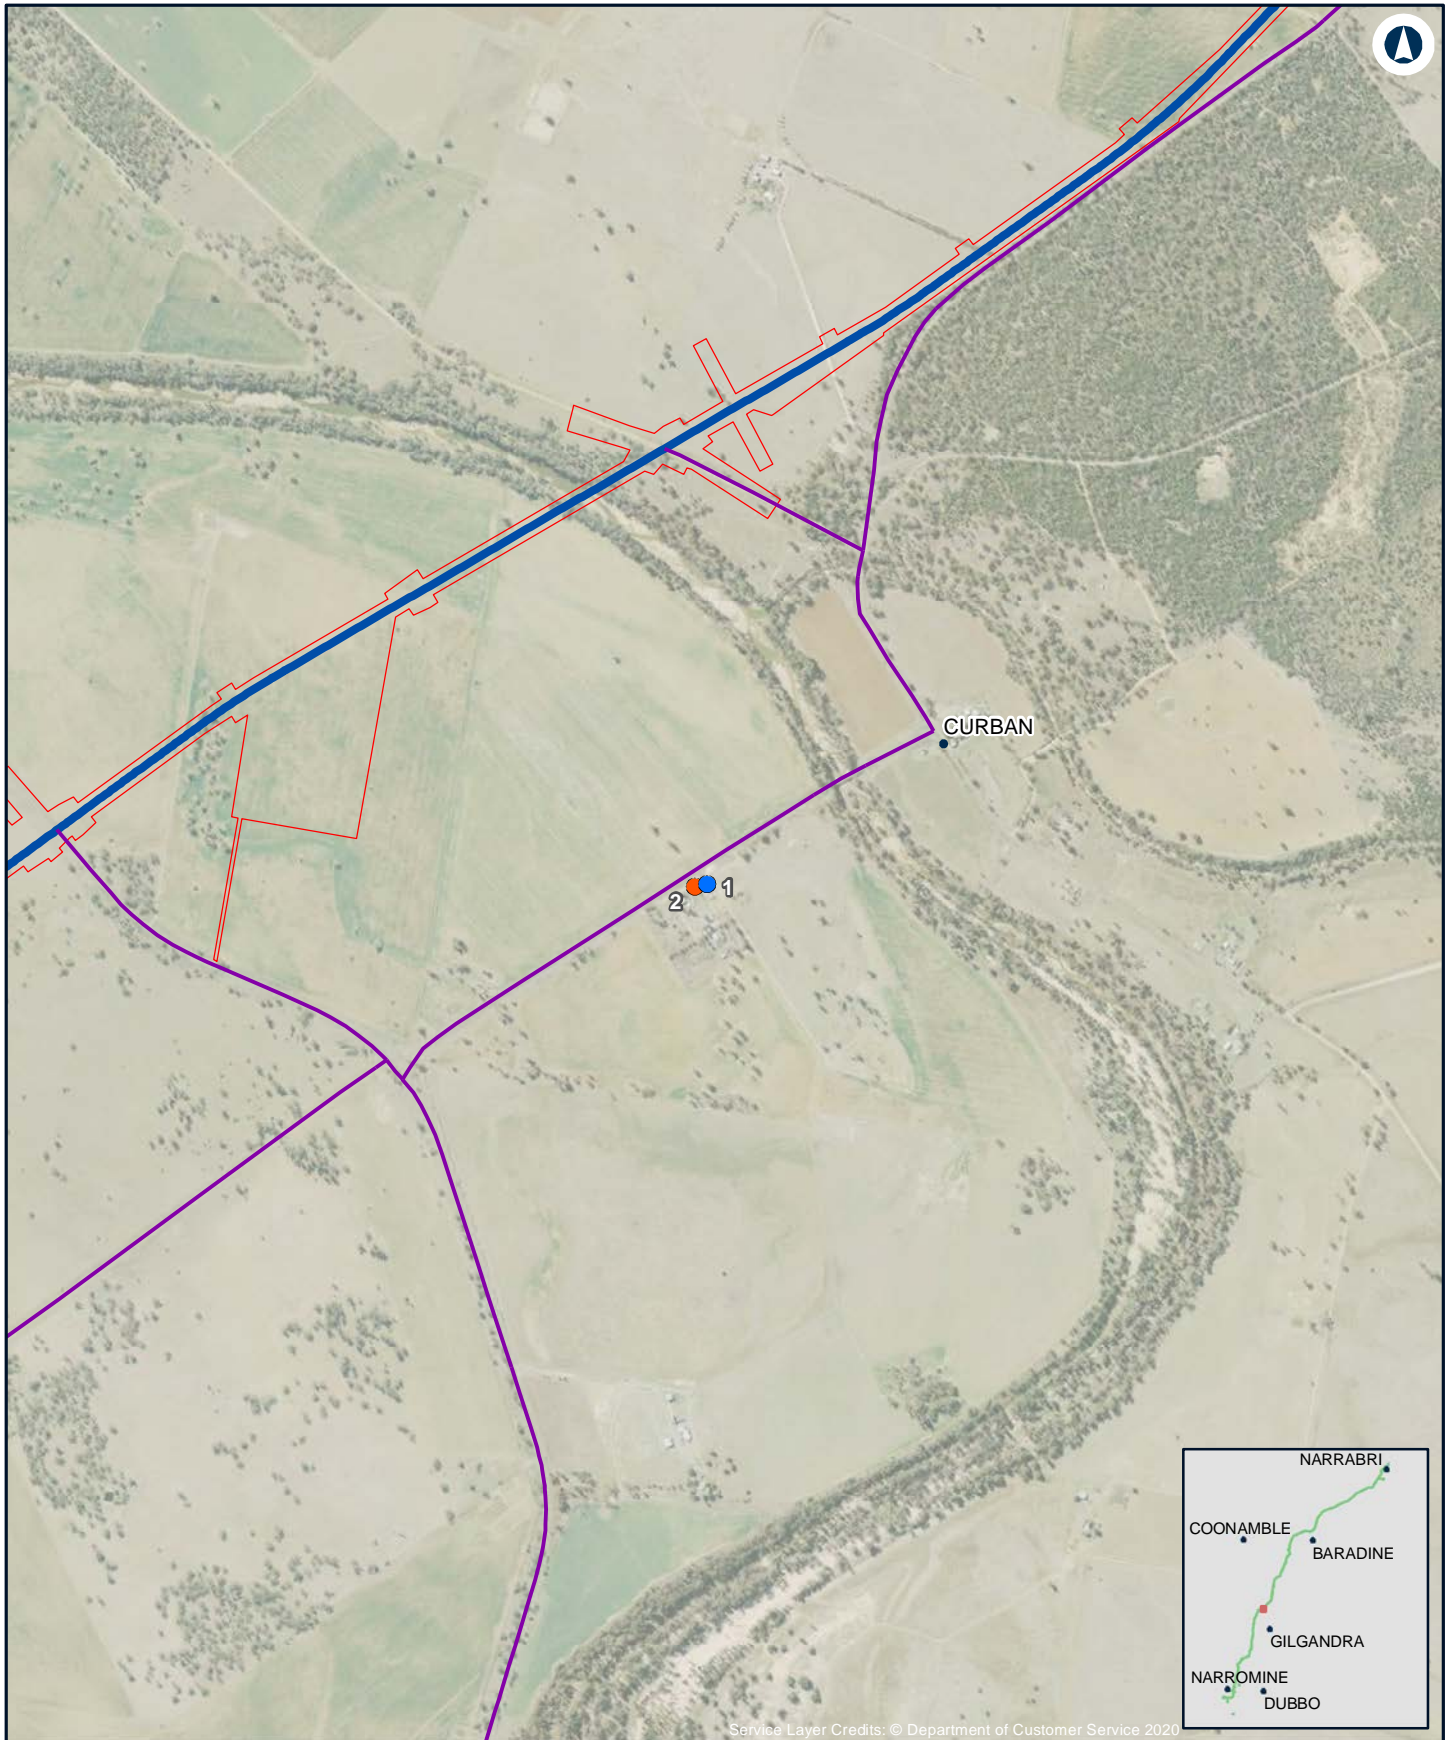 CURBAN
1
2
NARRABRI
COONAMBLE
BARADINE
GILGANDRA
NARROMINE
DUBBO
Service Layer Credits: © Department of Customer Service 2020